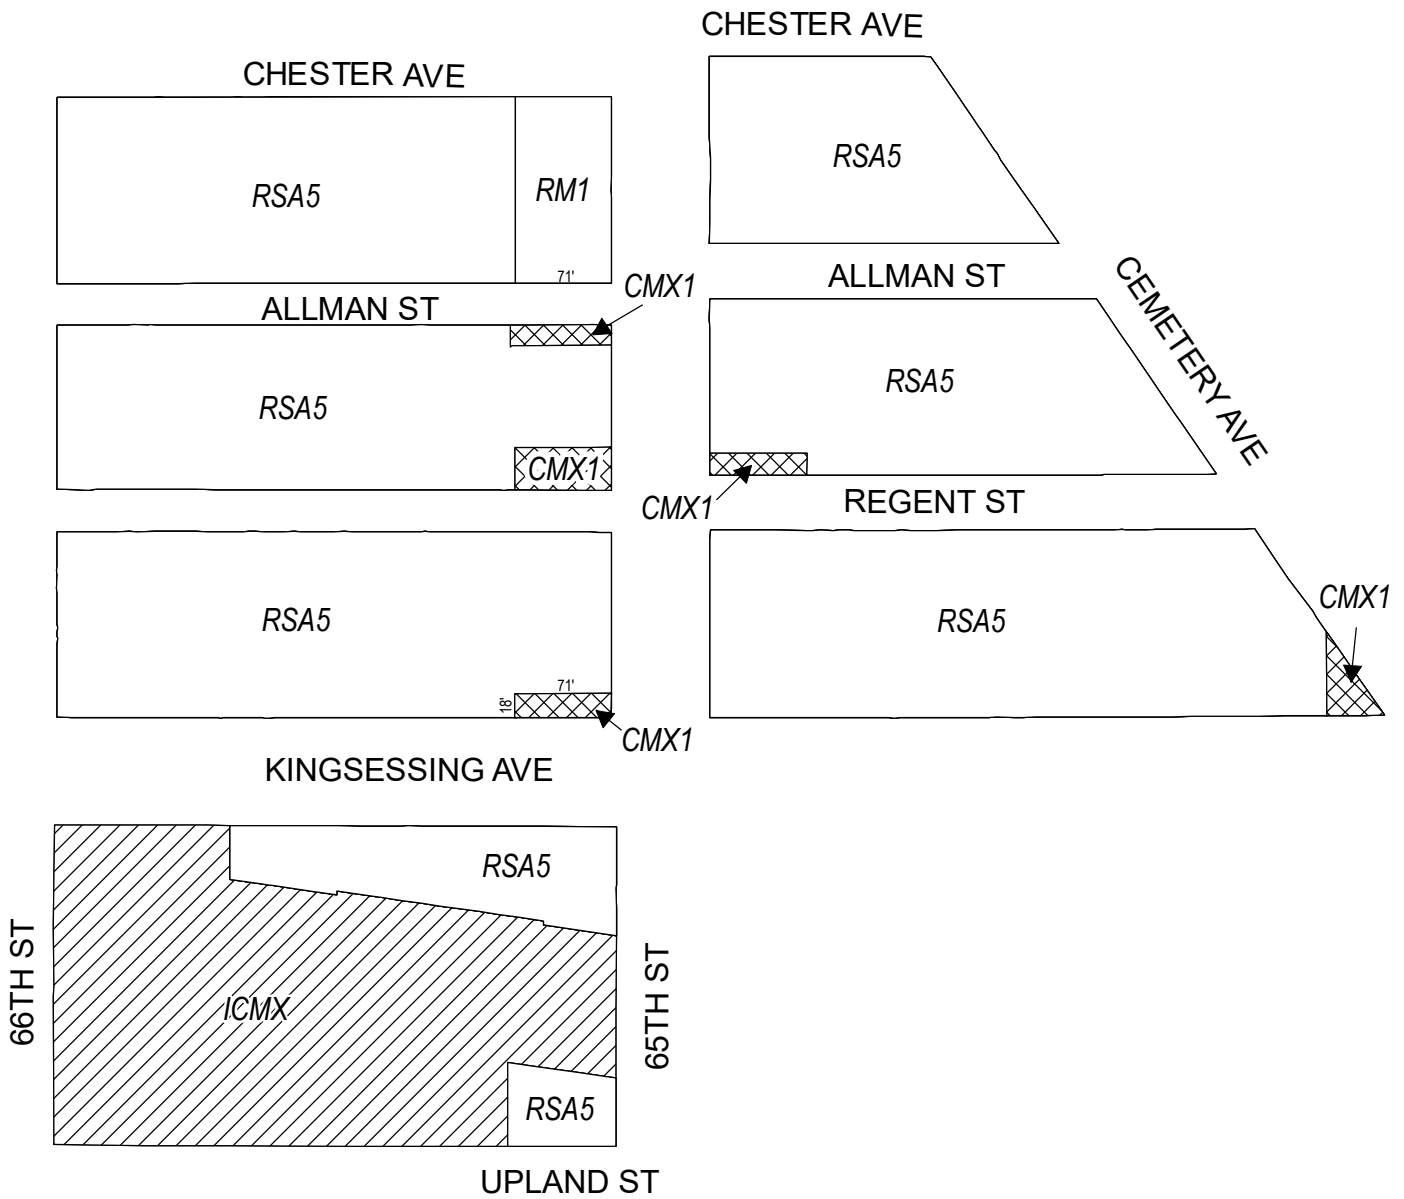 CHESTER AVE
CHESTER AVE
RSA5
RM1
71'
RSA5
ALLMAN ST
CMX1
ALLMAN ST
CEMETERY AVE
RSA5
CMX1
RSA5
CMX1
REGENT ST
RSA5
71'
18'
CMX1
RSA5
CMX1
KINGSESSING AVE
RSA5
66TH ST
ICMX
65TH ST
RSA5
UPLAND ST